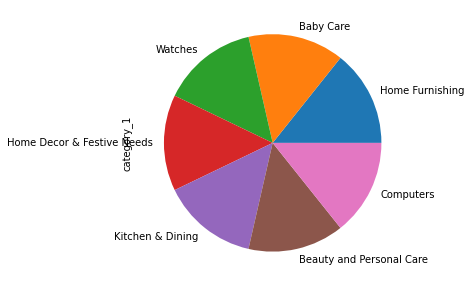 Baby Care
Watches
Home Furnishing
category_1
Home Decor & Festive Needs
Computers
Kitchen & Dining
Beauty and Personal Care